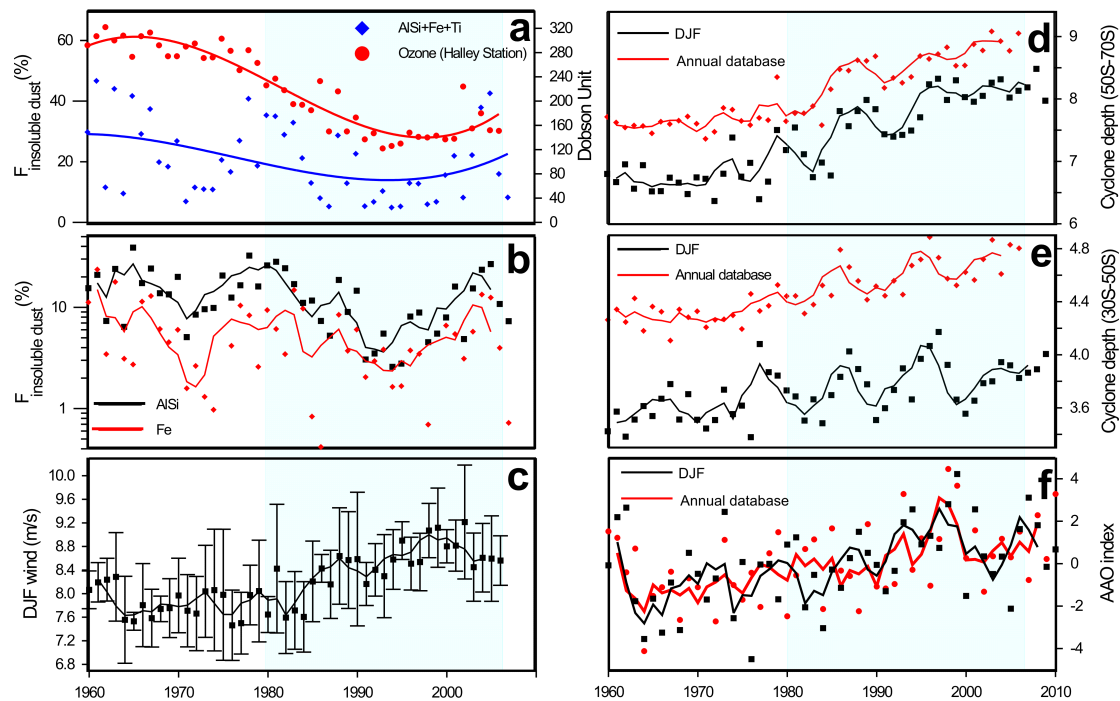 a
AlSi+Fe+Ti
Ozone (Halley Station)
F insoluble dust (%)
60
40
20
0
320
280
240
200
160
120
80
40
0
Dobson Unit
b
F insoluble dust (%)
10
1
AlSi
Fe
c
DJF wind (m/s)
10.0
9.6
9.2
8.8
8.4
8.0
7.6
7.2
6.8
1960
1970
1980
1990
2000
d
DJF
Annual database
9
8
7
6
Cyclone depth (50S-70S)
e
DJF
Annual database
4.8
4.4
4.0
3.6
Cyclone depth (30S-50S)
f
DJF
Annual database
4
2
0
-2
-4
AAO index
1960
1970
1980
1990
2000
2010